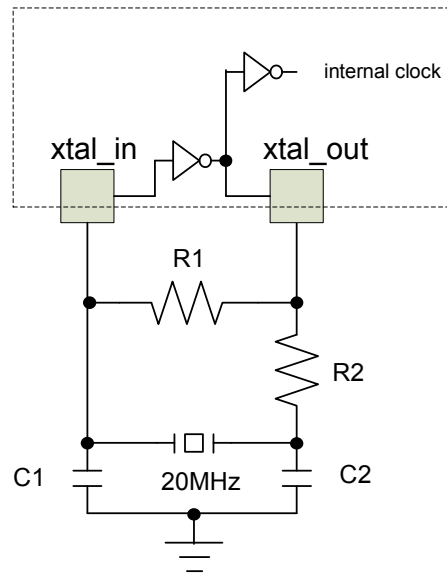 internal clock
xtal_in
xtal_out
R1
R2
C1
20MHz
C2